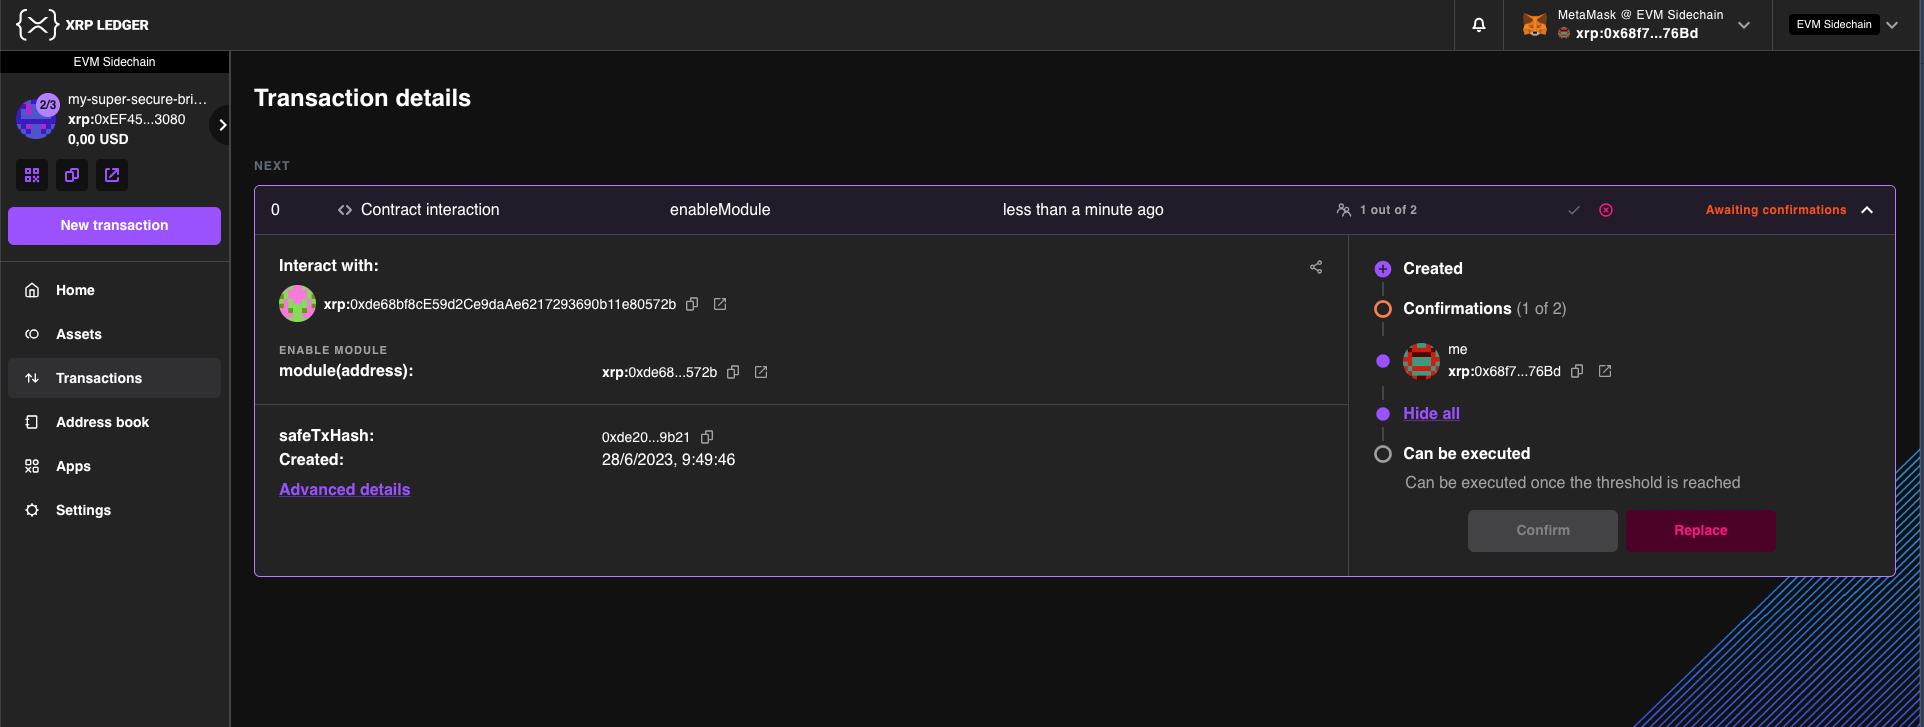 XRP LEDGER
MetaMask @ EVM Sidechain
xrp:0x68f7...76Bd
EVM Sidechain
EVM Sidechain
2/3
my-super-secure-bri...
xrp:0xEF45...3080
0,00 USD
New transaction
Home
Assets
Transactions
Address book
Apps
Settings
Transaction details
NEXT
0 Contract interaction enableModule less than a minute ago 1 out of 2 Awaiting confirmations
Interact with:
xrp:0xde68bf8cE59d2Ce9daAe6217293690b11e80572b
ENABLE MODULE
module(address): xrp:0xde68...572b
safeTxHash: 0xde20...9b21
Created: 28/6/2023, 9:49:46
Advanced details
Created
Confirmations (1 of 2)
me
xrp:0x68f7...76Bd
Hide all
Can be executed
Can be executed once the threshold is reached
Confirm Replace